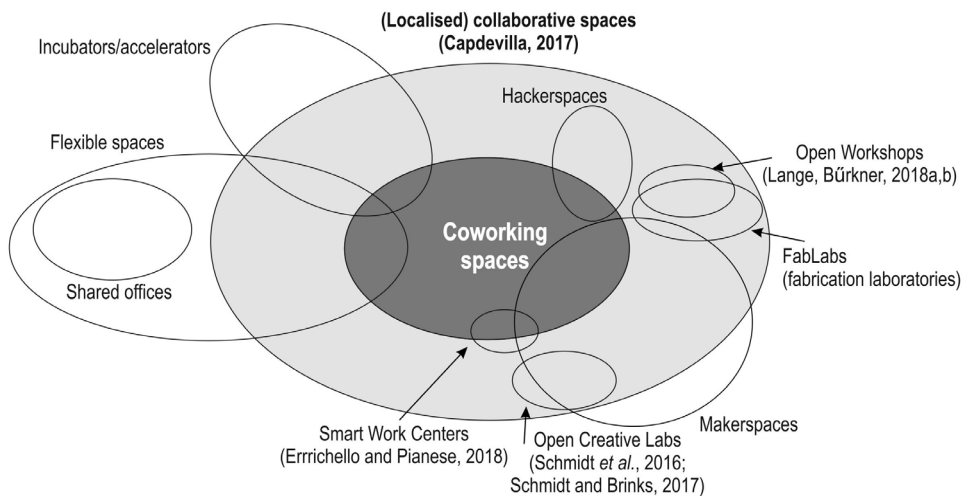 (Localised) collaborative spaces
(Capdevilla, 2017)
Incubators/accelerators
Hackerspaces
Flexible spaces
Open Workshops
(Lange, Bűrkner, 2018a,b)
Coworking
spaces
FabLabs
(fabrication laboratories)
Shared offices
Makerspaces
Smart Work Centers
(Errrichello and Pianese, 2018)
Open Creative Labs
(Schmidt et al., 2016;
Schmidt and Brinks, 2017)